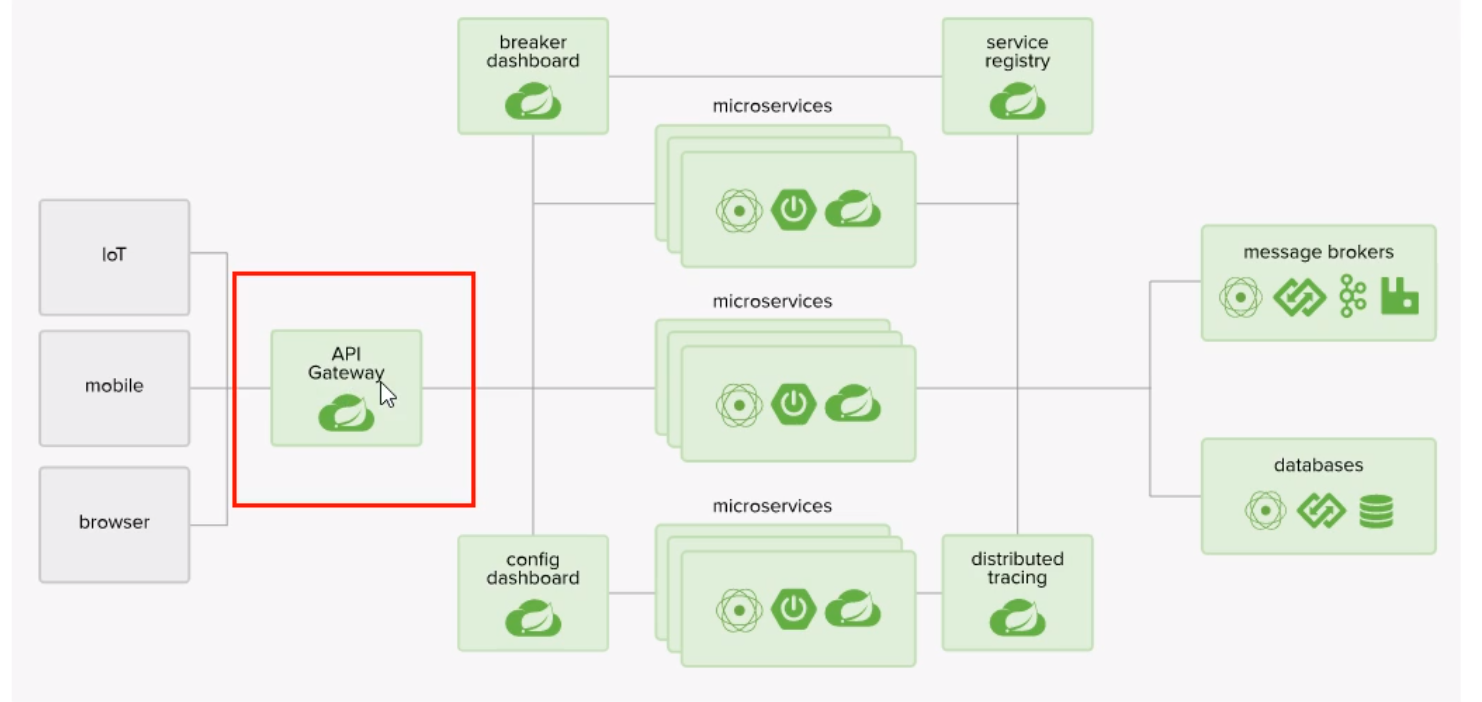 breaker
dashboard
service
registry
microservices
IoT
mobile
browser
API
Gateway
microservices
message brokers
databases
microservices
config
dashboard
distributed
tracing